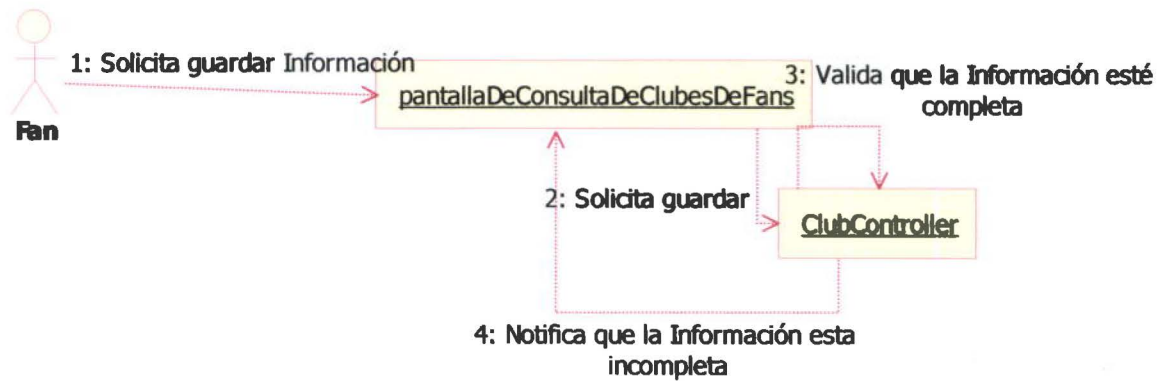 1: Solicita guardar Información
3: Valida que la Información esté
completa
pantallaDeConsultaDeClubesDeFans
Fan
2: Solicita guardar
ClubController
4: Notifica que la Información esta
incompleta